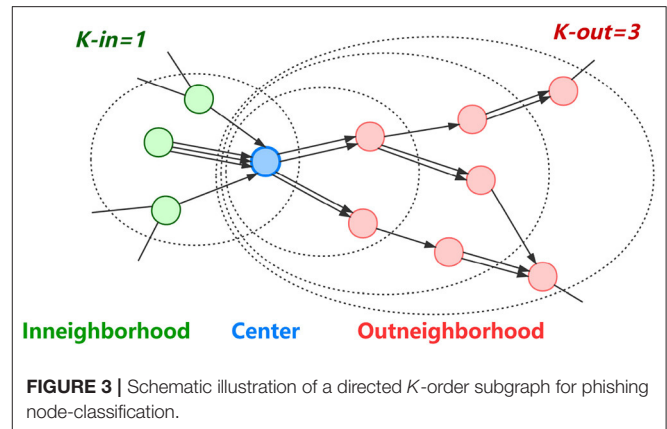 K-in=1
K-out=3
Inneighborhood
Center
Outneighborhood
FIGURE 3 | Schematic illustration of a directed K-order subgraph for phishing
node-classification.